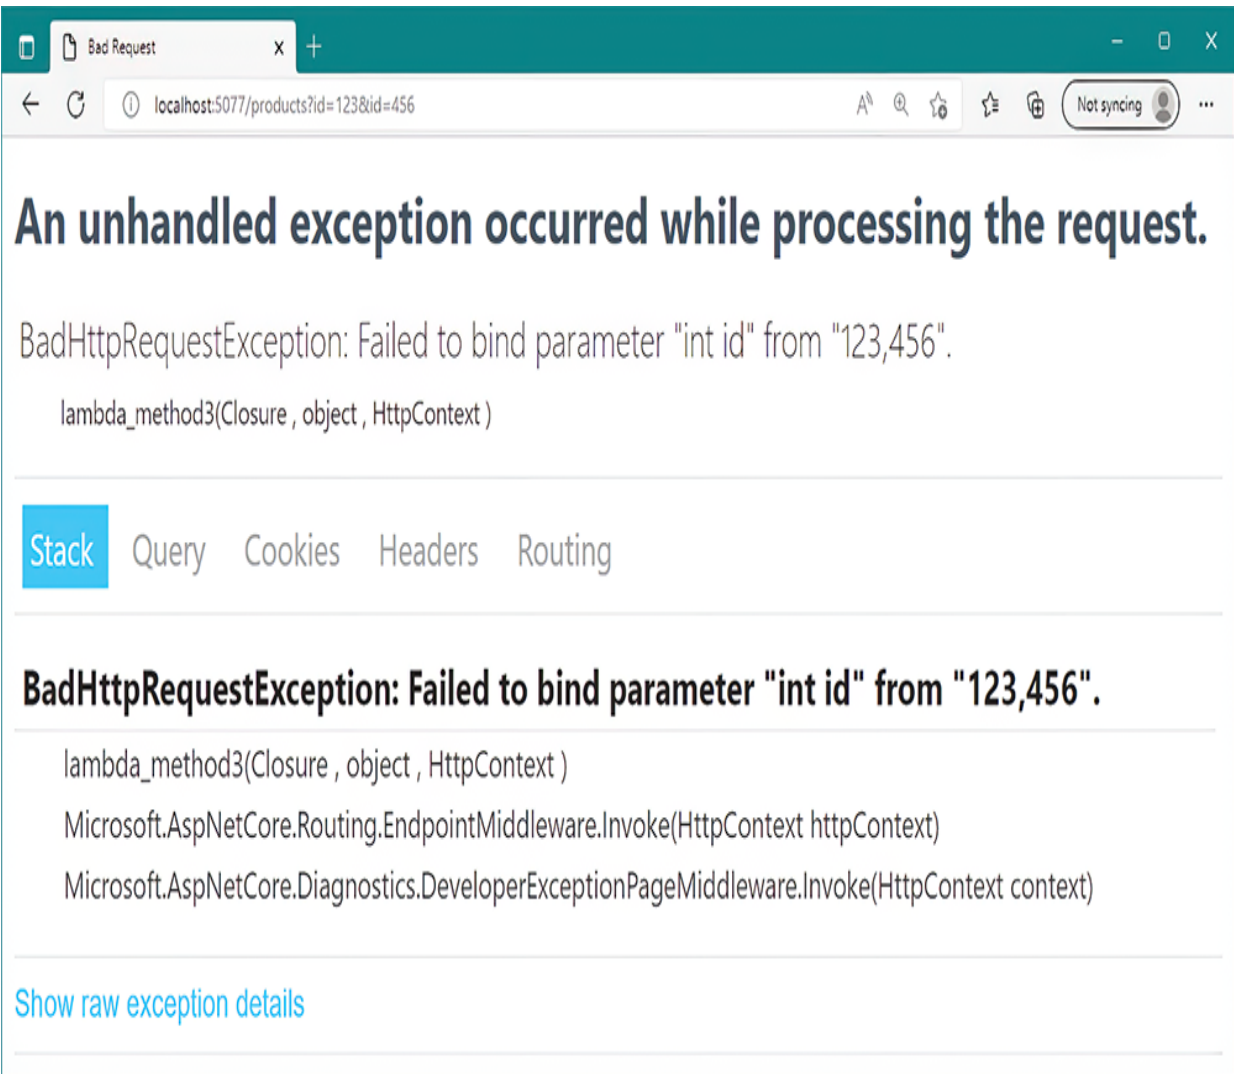 Bad Request
localhost:5077/products?id=123&id=456
Not syncing
An unhandled exception occurred while processing the request.
BadHttpRequestException: Failed to bind parameter "int id" from "123,456".
lambda_method3(Closure , object , HttpContext )
Stack Query Cookies Headers Routing
BadHttpRequestException: Failed to bind parameter "int id" from "123,456".
lambda_method3(Closure , object , HttpContext )
Microsoft.AspNetCore.Routing.EndpointMiddleware.Invoke(HttpContext httpContext)
Microsoft.AspNetCore.Diagnostics.DeveloperExceptionPageMiddleware.Invoke(HttpContext context)
Show raw exception details